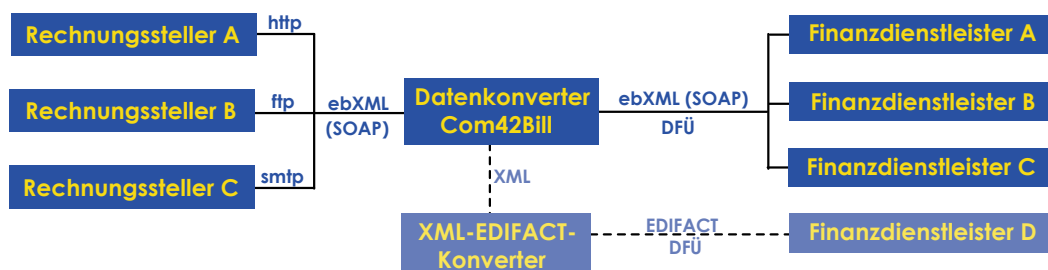 Rechnungssteller A
http
Finanzdienstleister A
Rechnungssteller B
ftp
ebXML
(SOAP)
Datenkonverter
Com42Bill
ebXML (SOAP)
DFÜ
Finanzdienstleister B
Rechnungssteller C
smtp
Finanzdienstleister C
XML
XML-EDIFACT-
Konverter
EDIFACT
DFÜ
Finanzdienstleister D